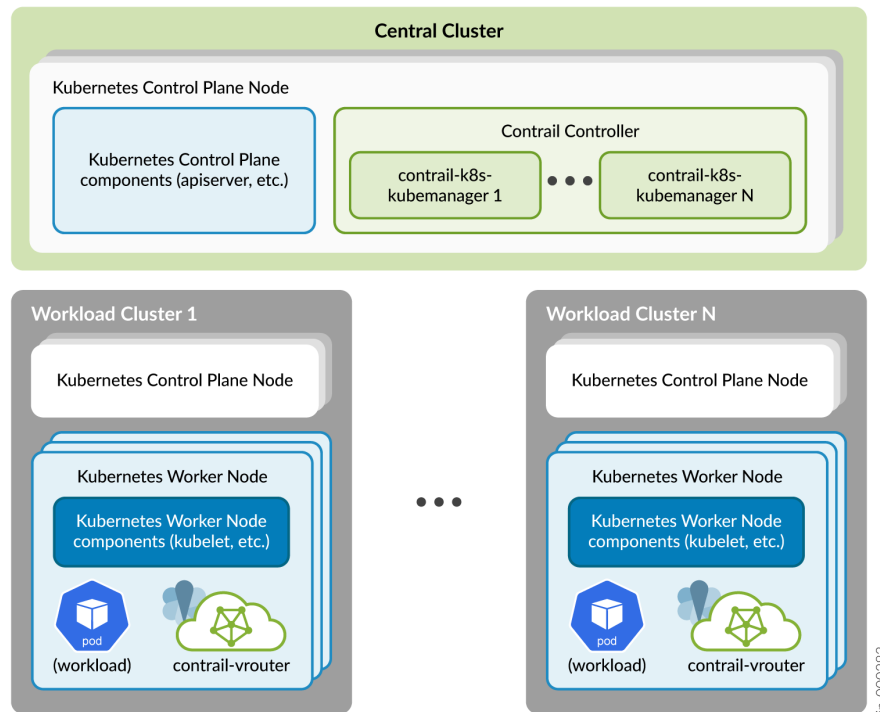 Central Cluster
Kubernetes Control Plane Node
Kubernetes Control Plane
components (apiserver, etc.)
Contrail Controller
contrail-k8s-
kubemanager 1
contrail-k8s-
kubemanager N
Workload Cluster 1
Kubernetes Control Plane Node
Kubernetes Worker Node
Kubernetes Worker Node
components (kubelet, etc.)
pod
(workload)
contrail-vrouter
Workload Cluster N
Kubernetes Control Plane Node
Kubernetes Worker Node
Kubernetes Worker Node
components (kubelet, etc.)
pod
(workload)
contrail-vrouter